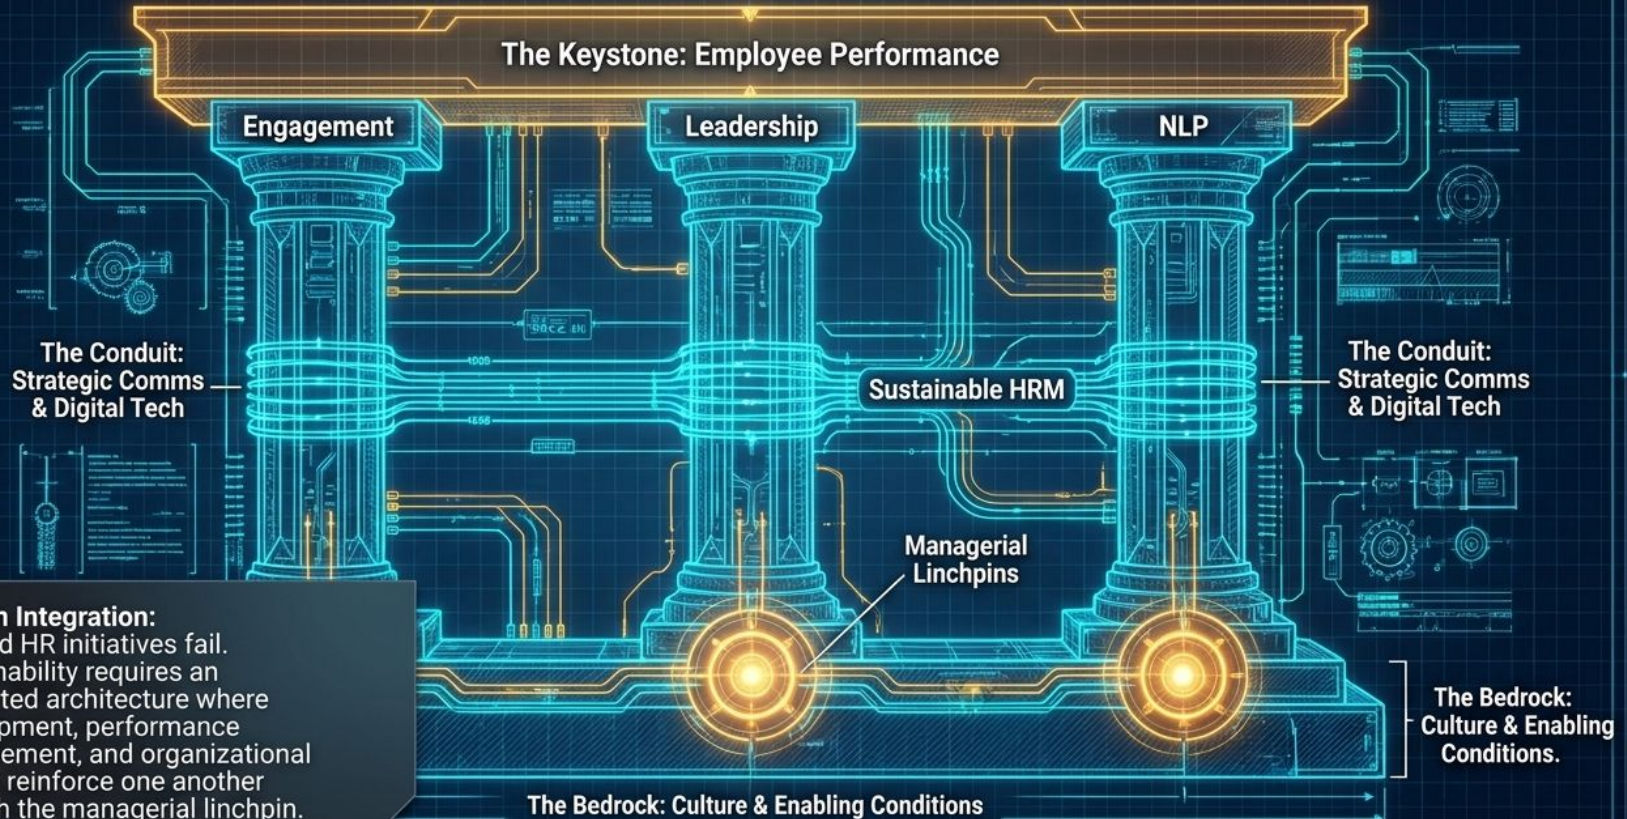 The Keystone: Employee Performance
Engagement
Leadership
NLP
The Conduit:
Strategic Comms
& Digital Tech
Sustainable HRM
The Conduit:
Strategic Comms
& Digital Tech
Managerial
Linchpins
n Integration:
d HR initiatives fail.
nability requires an
ted architecture where
pment, performance
ement, and organizational
reinforce one another
h the managerial linchpin.
The Bedrock:
Culture & Enabling
Conditions.
The Bedrock: Culture & Enabling Conditions